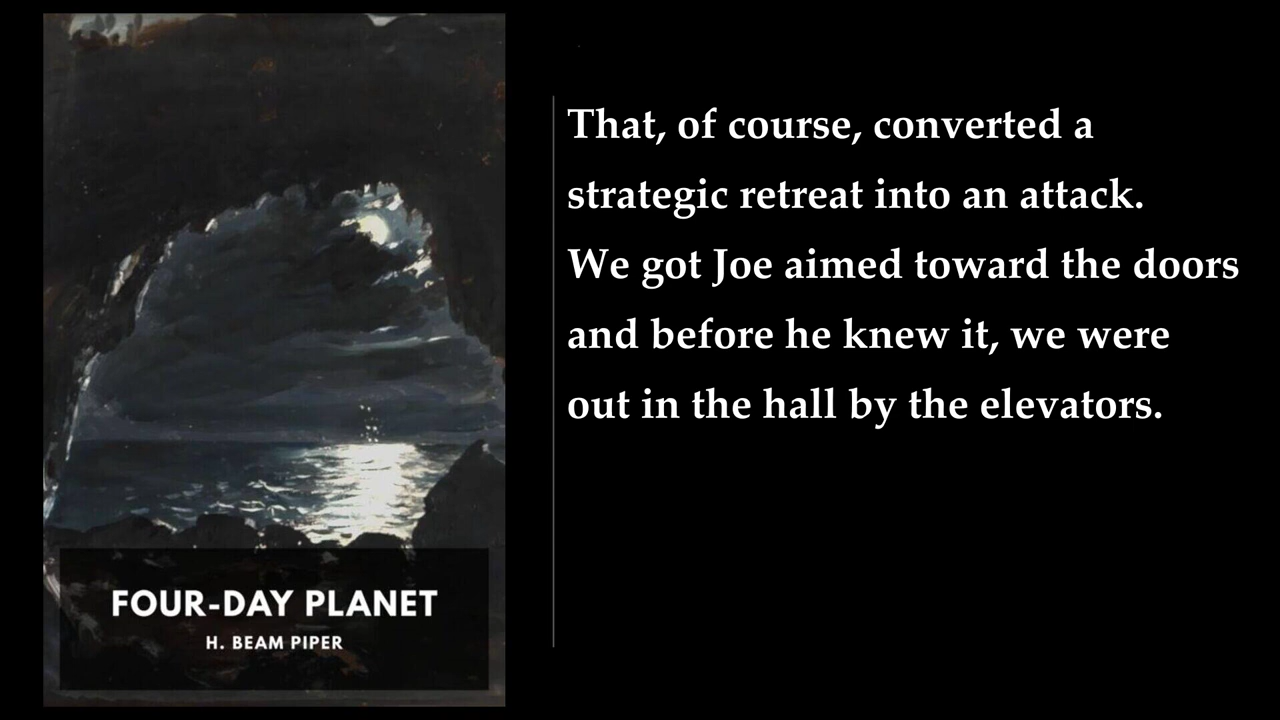 That, of course, converted a
strategic retreat into an attack.
We got Joe aimed toward the doors
and before he knew it, we were
out in the hall by the elevators.
FOUR-DAY PLANET
H. BEAM PIPER